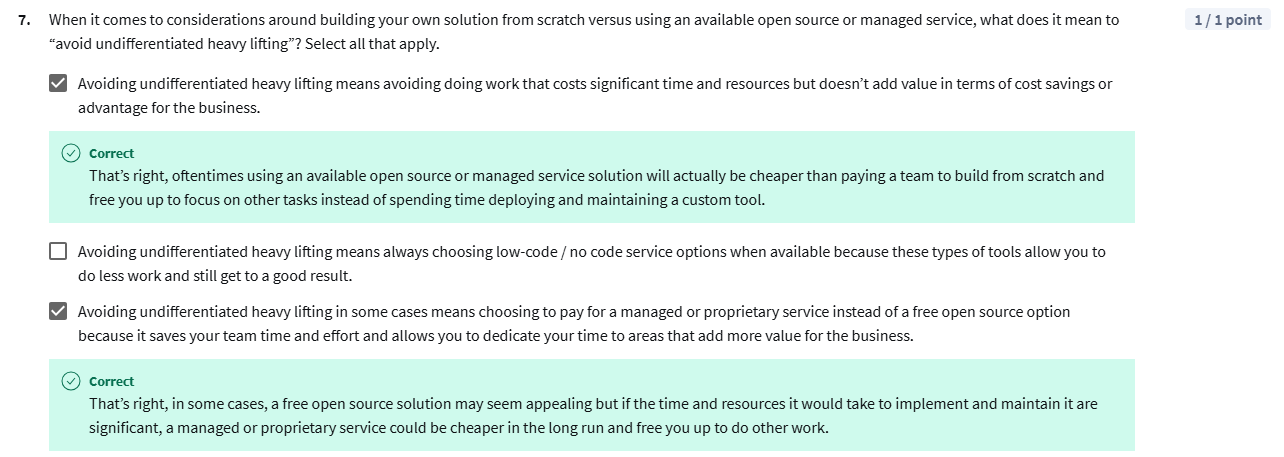 7. When it comes to considerations around building your own solution from scratch versus using an available open source or managed service, what does it mean to
1 / 1 point
“avoid undifferentiated heavy lifting”? Select all that apply.
Avoiding undifferentiated heavy lifting means avoiding doing work that costs significant time and resources but doesn’t add value in terms of cost savings or
advantage for the business.
Correct
That’s right, oftentimes using an available open source or managed service solution will actually be cheaper than paying a team to build from scratch and
free you up to focus on other tasks instead of spending time deploying and maintaining a custom tool.
Avoiding undifferentiated heavy lifting means always choosing low-code / no code service options when available because these types of tools allow you to
do less work and still get to a good result.
Avoiding undifferentiated heavy lifting in some cases means choosing to pay for a managed or proprietary service instead of a free open source option
because it saves your team time and effort and allows you to dedicate your time to areas that add more value for the business.
Correct
That’s right, in some cases, a free open source solution may seem appealing but if the time and resources it would take to implement and maintain it are
significant, a managed or proprietary service could be cheaper in the long run and free you up to do other work.